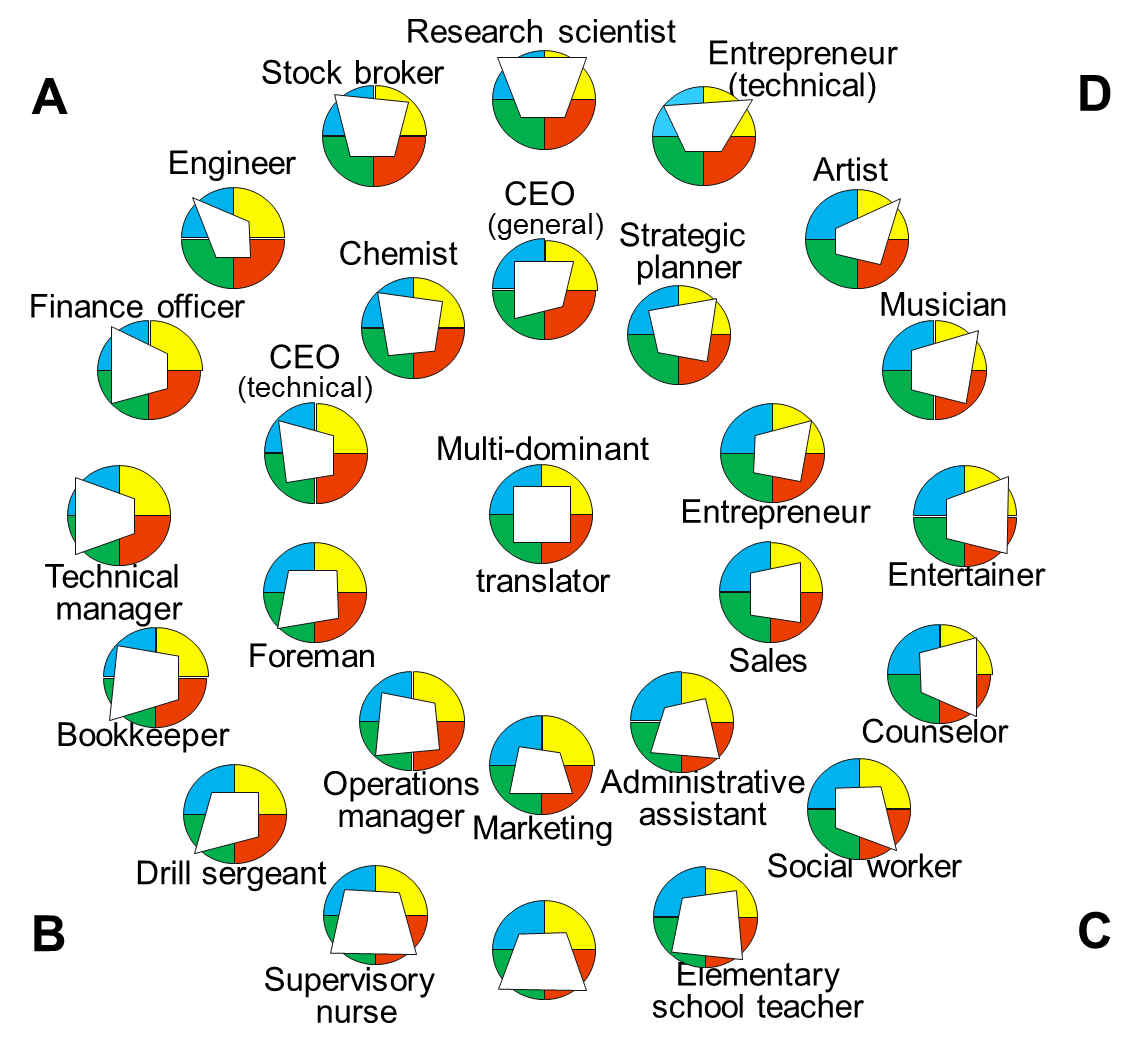 Research scientist
Entrepreneur
(technical)
Stock broker
A
D
Engineer
Artist
CEO
(general)
Strategic
planner
Chemist
Finance officer
Musician
CEO
(technical)
Multi-dominant
translator
Entrepreneur
Technical
manager
Entertainer
Foreman
Sales
Bookkeeper
Counselor
Operations
manager
Marketing
Administrative
assistant
Drill sergeant
Social worker
B
C
Supervisory
nurse
Elementary
school teacher